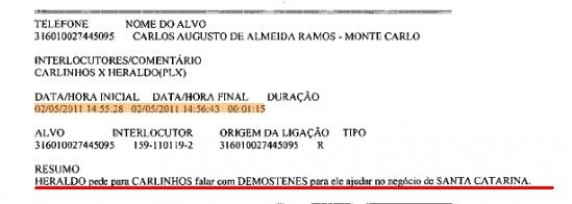 TELEFONE NOME DO ALVO
316010027445095 CARLOS AUGUSTO DE ALMEIDA RAMOS - MONTE CARLO
INTERLOCUTORES/COMENTÁRIO
CARLINHOS X HERALDO(PLX)
DATA/HORA INICIAL DATA/HORA FINAL DURAÇÃO
02/05/2011 14:55:28 02/05/2011 14:56:43 00:01:15
ALVO INTERLOCUTOR ORIGEM DA LIGAÇÃO TIPO
316010027445095 159-110119-2 316010027445095 R
RESUMO
HERALDO pede para CARLINHOS falar com DEMOSTENES para ele ajudar no negócio de SANTA CATARINA.